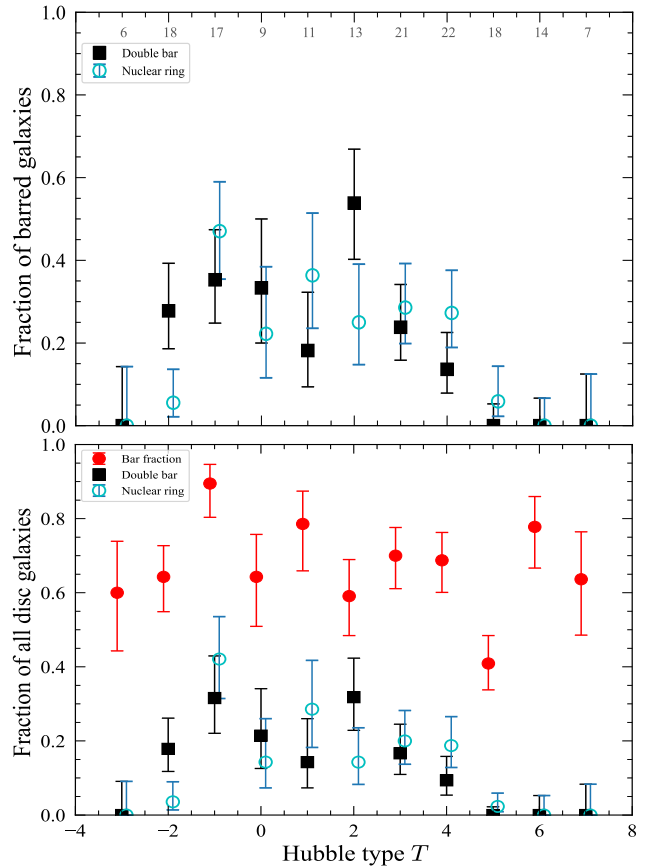 6 18 17 9 11 13 21 22 18 14 7
1.0
Double bar
Nuclear ring
0.8
0.6
0.4
0.2
0.0
Fraction of barred galaxies
1.0
Bar fraction
Double bar
Nuclear ring
0.8
0.6
0.4
0.2
0.0
Fraction of all disc galaxies
−4 −2 0 2 4 6 8
Hubble type T